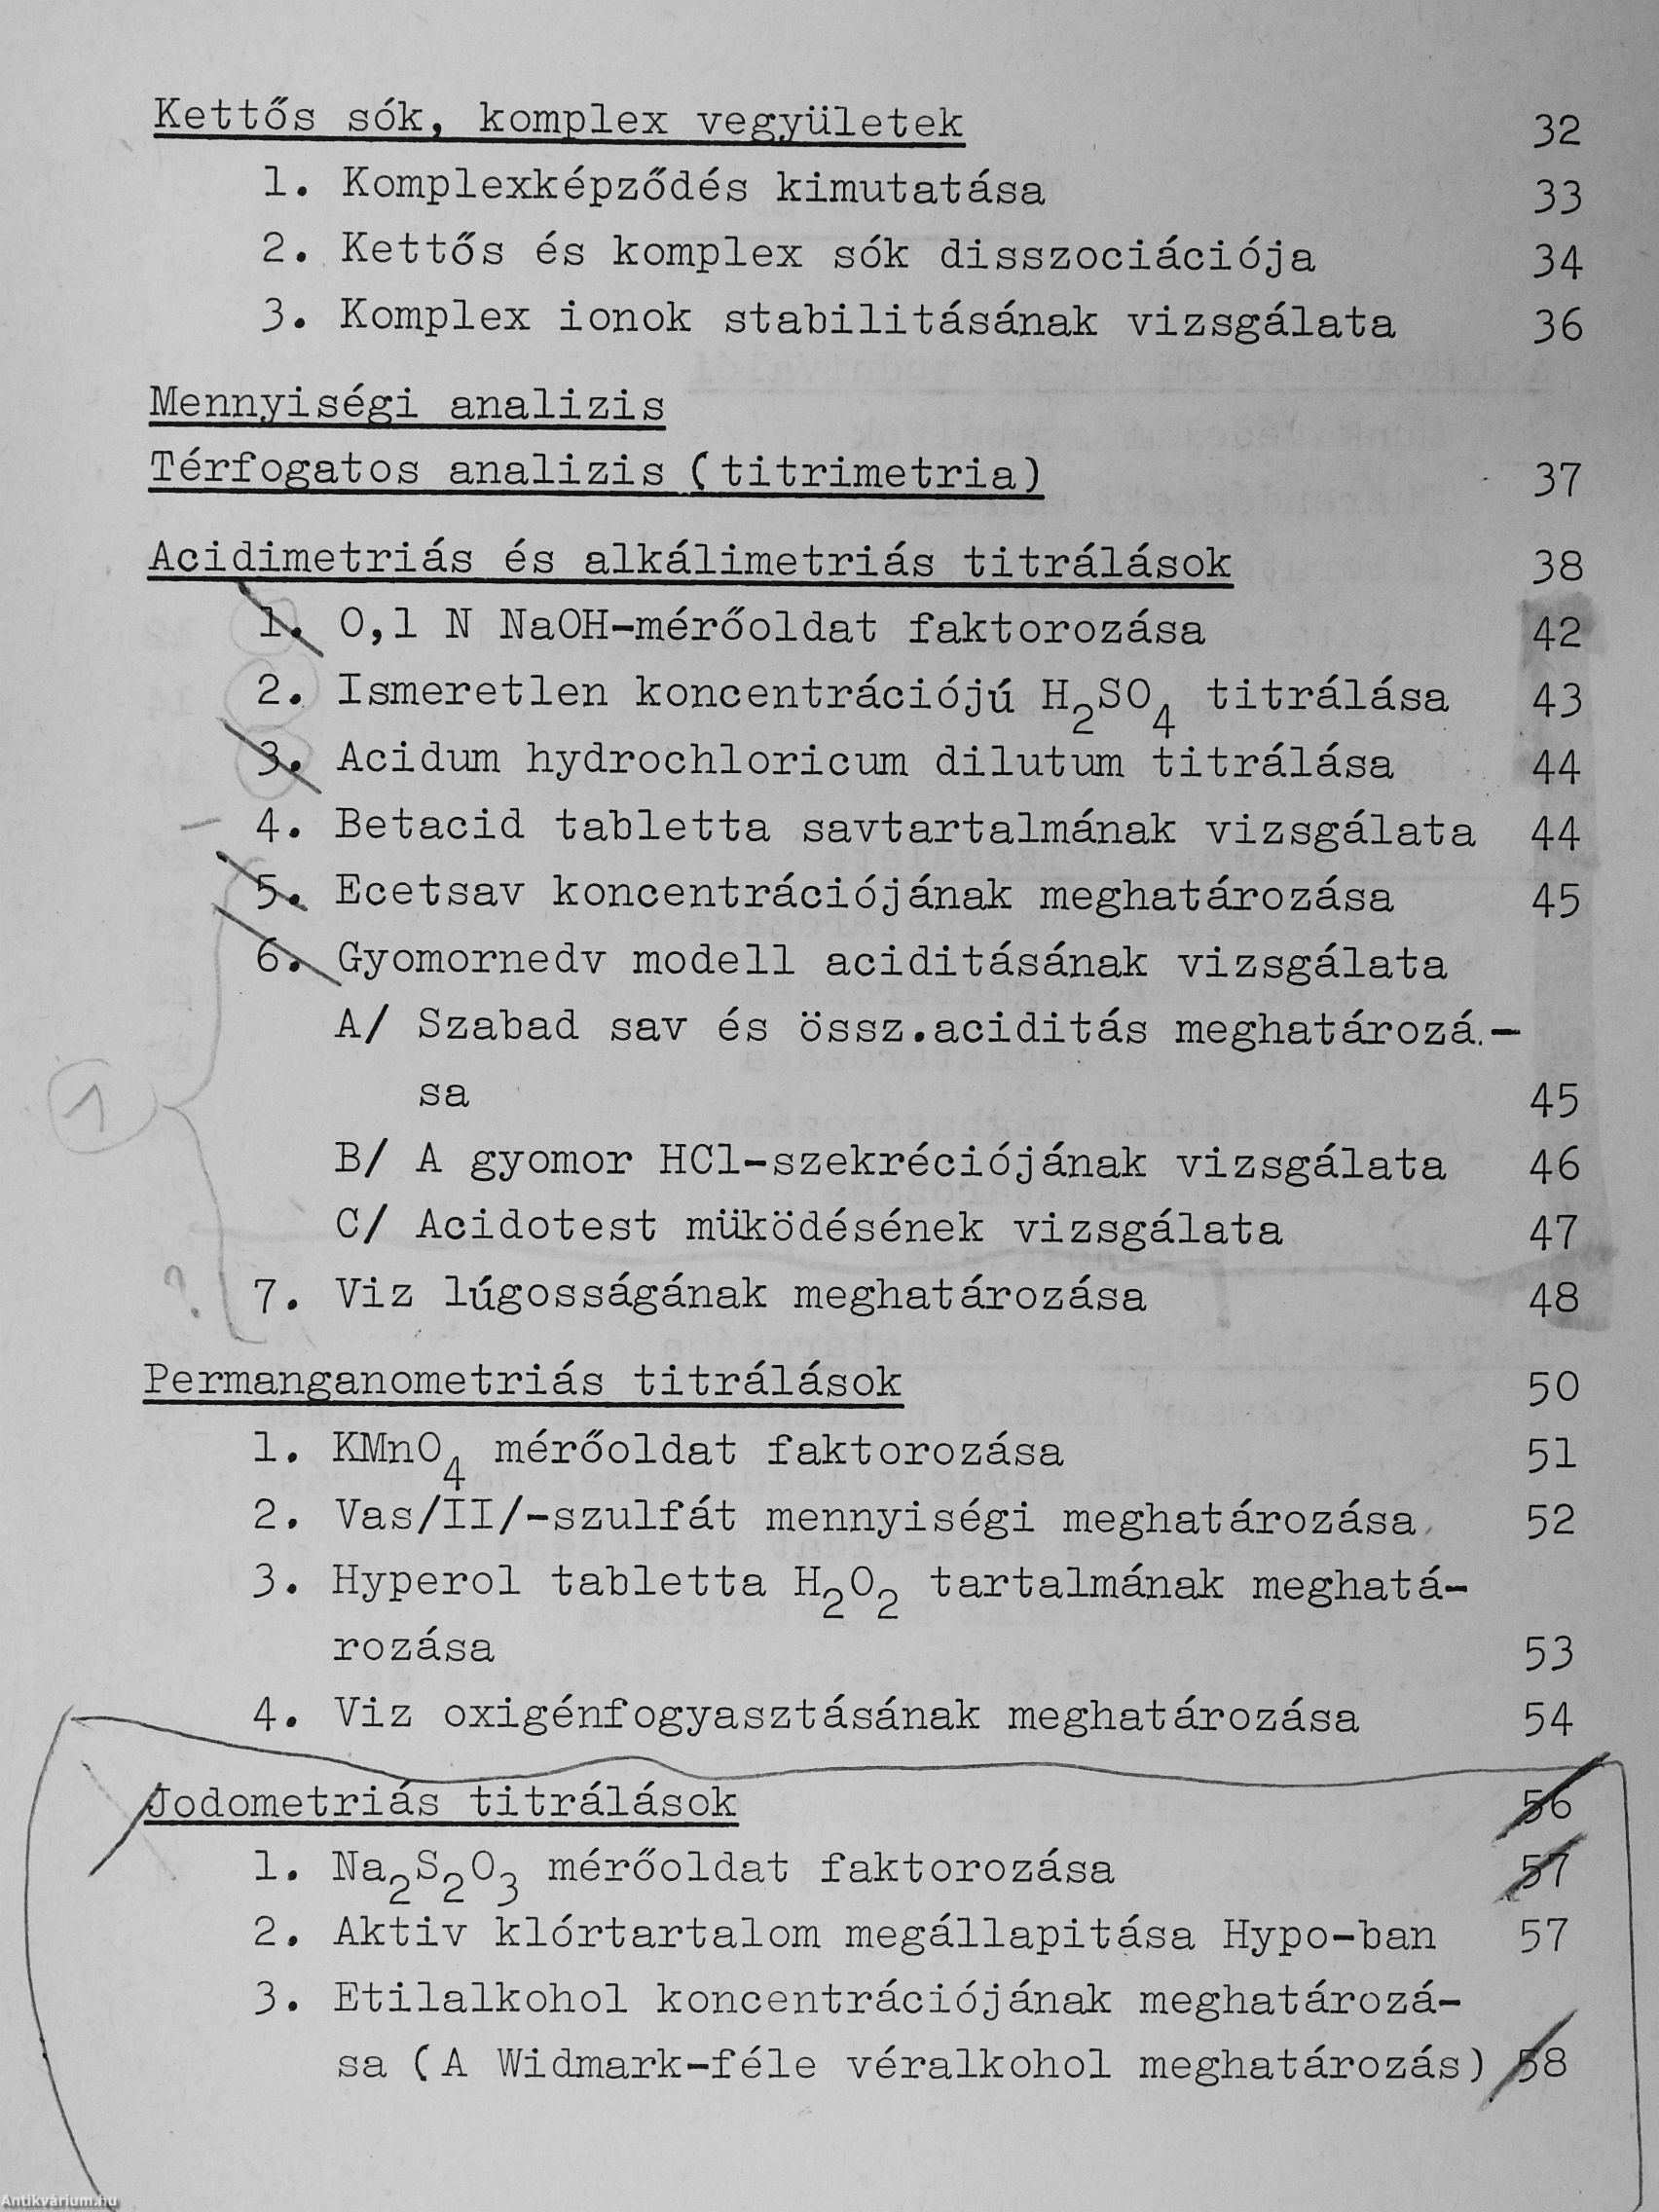 Kettős sók, komplex vegyületek 32
1. Komplexképződés kimutatása 33
2. Kettős és komplex sók disszociációja 34
3. Komplex ionok stabilitásának vizsgálata 36
Mennyiségi analizis
Térfogatos analizis (titrimetria) 37
Acidimetriás és alkálimetriás titrálások 38
1. 0,1 N NaOH-mérőoldat faktorozása 42
2. Ismeretlen koncentrációjú H₂SO₄ titrálása 43
3. Acidum hydrochloricum dilutum titrálása 44
4. Betacid tabletta savtartalmának vizsgálata 44
5. Ecetsav koncentrációjának meghatározása 45
6. Gyomornedv modell aciditásának vizsgálata
A/ Szabad sav és össz.aciditás meghatározá.-
1
sa 45
B/ A gyomor HCl-szekréciójának vizsgálata 46
C/ Acidotest müködésének vizsgálata 47
? 7. Viz lúgosságának meghatározása 48
Permanganometriás titrálások 50
1. KMnO₄ mérőoldat faktorozása 51
2. Vas/II/-szulfát mennyiségi meghatározása 52
3. Hyperol tabletta H₂O₂ tartalmának meghatá-
rozása 53
4. Viz oxigénfogyasztásának meghatározása 54
Jodometriás titrálások 56
1. Na₂S₂O₃ mérőoldat faktorozása 57
2. Aktiv klórtartalom megállapitása Hypo-ban 57
3. Etilalkohol koncentrációjának meghatározá-
sa (A Widmark-féle véralkohol meghatározás) 58
Antikvárium.hu